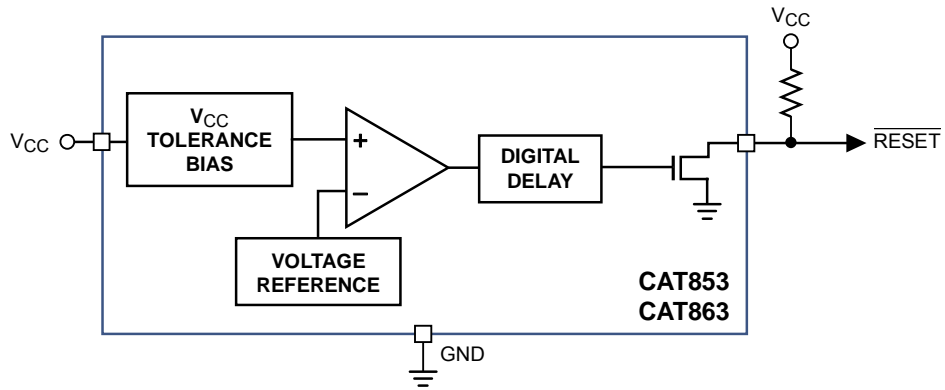 VCC
VCC
VCC
TOLERANCE
BIAS
+
−
DIGITAL
DELAY
RESET
VOLTAGE
REFERENCE
CAT853
CAT863
GND